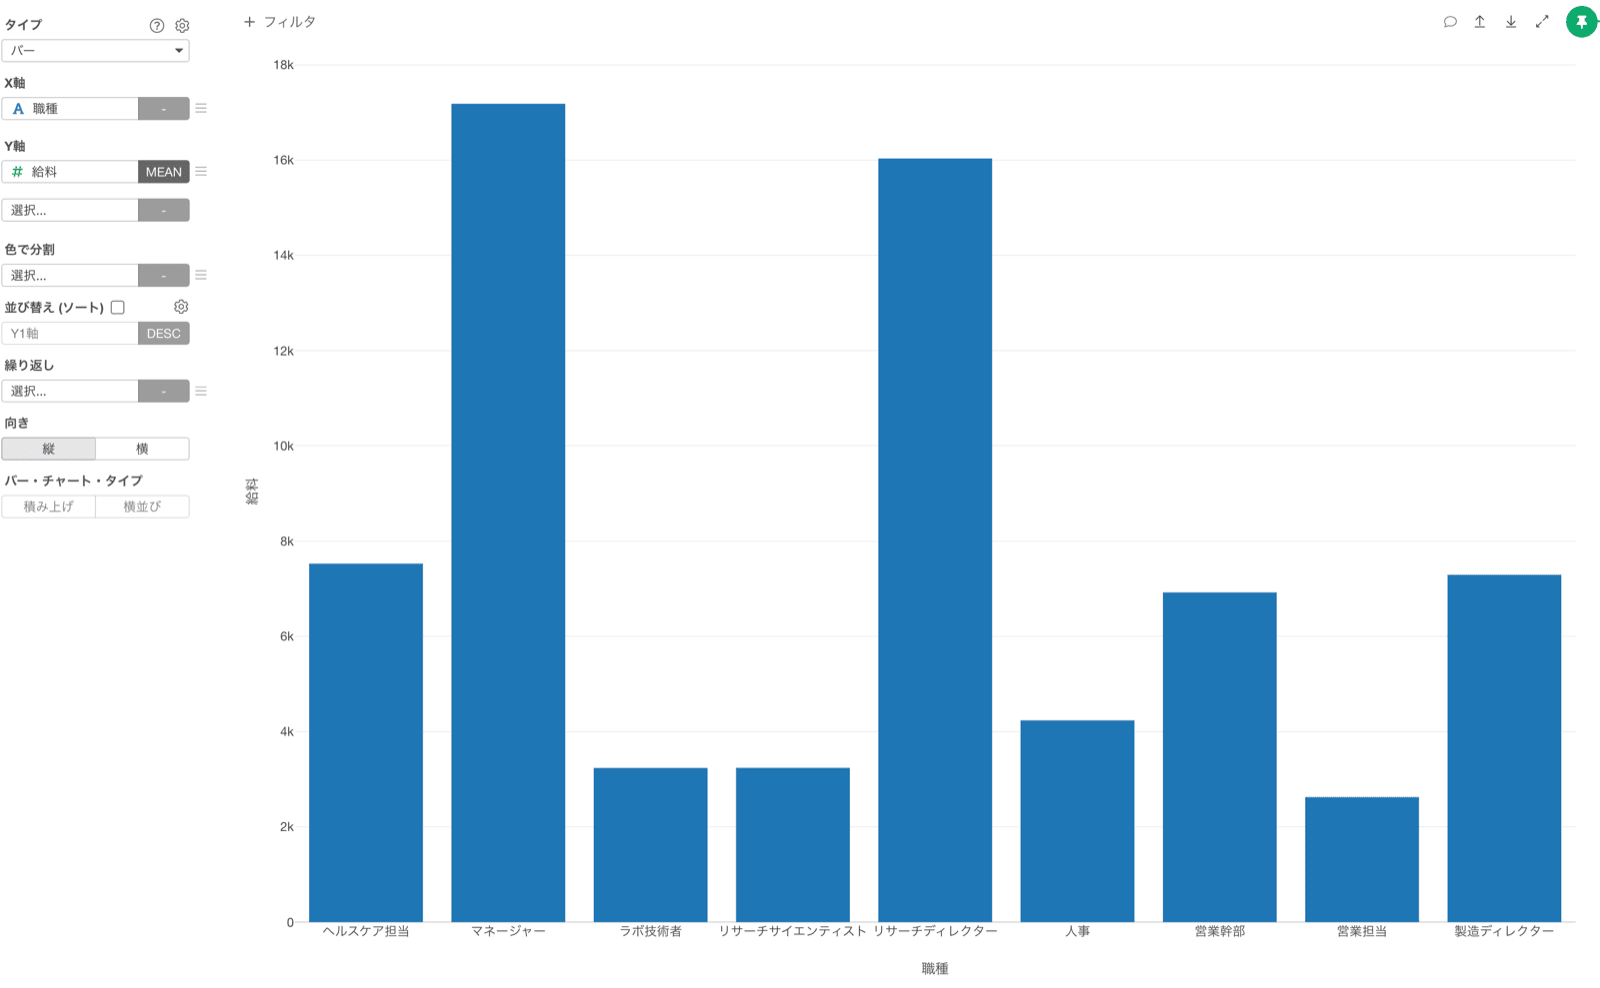 タイプ
バー
X軸
A 職種 -
Y軸
# 給料 MEAN
選択... -
色で分割
選択... -
並び替え (ソート)
Y1軸 DESC
繰り返し
選択... -
向き
縦 横
バー・チャート・タイプ
積み上げ 横並び
+ フィルタ
18k
16k
14k
12k
10k
8k
6k
4k
2k
0
給料
ヘルスケア担当 マネージャー ラボ技術者 リサーチサイエンティスト リサーチディレクター 人事 営業幹部 営業担当 製造ディレクター
職種